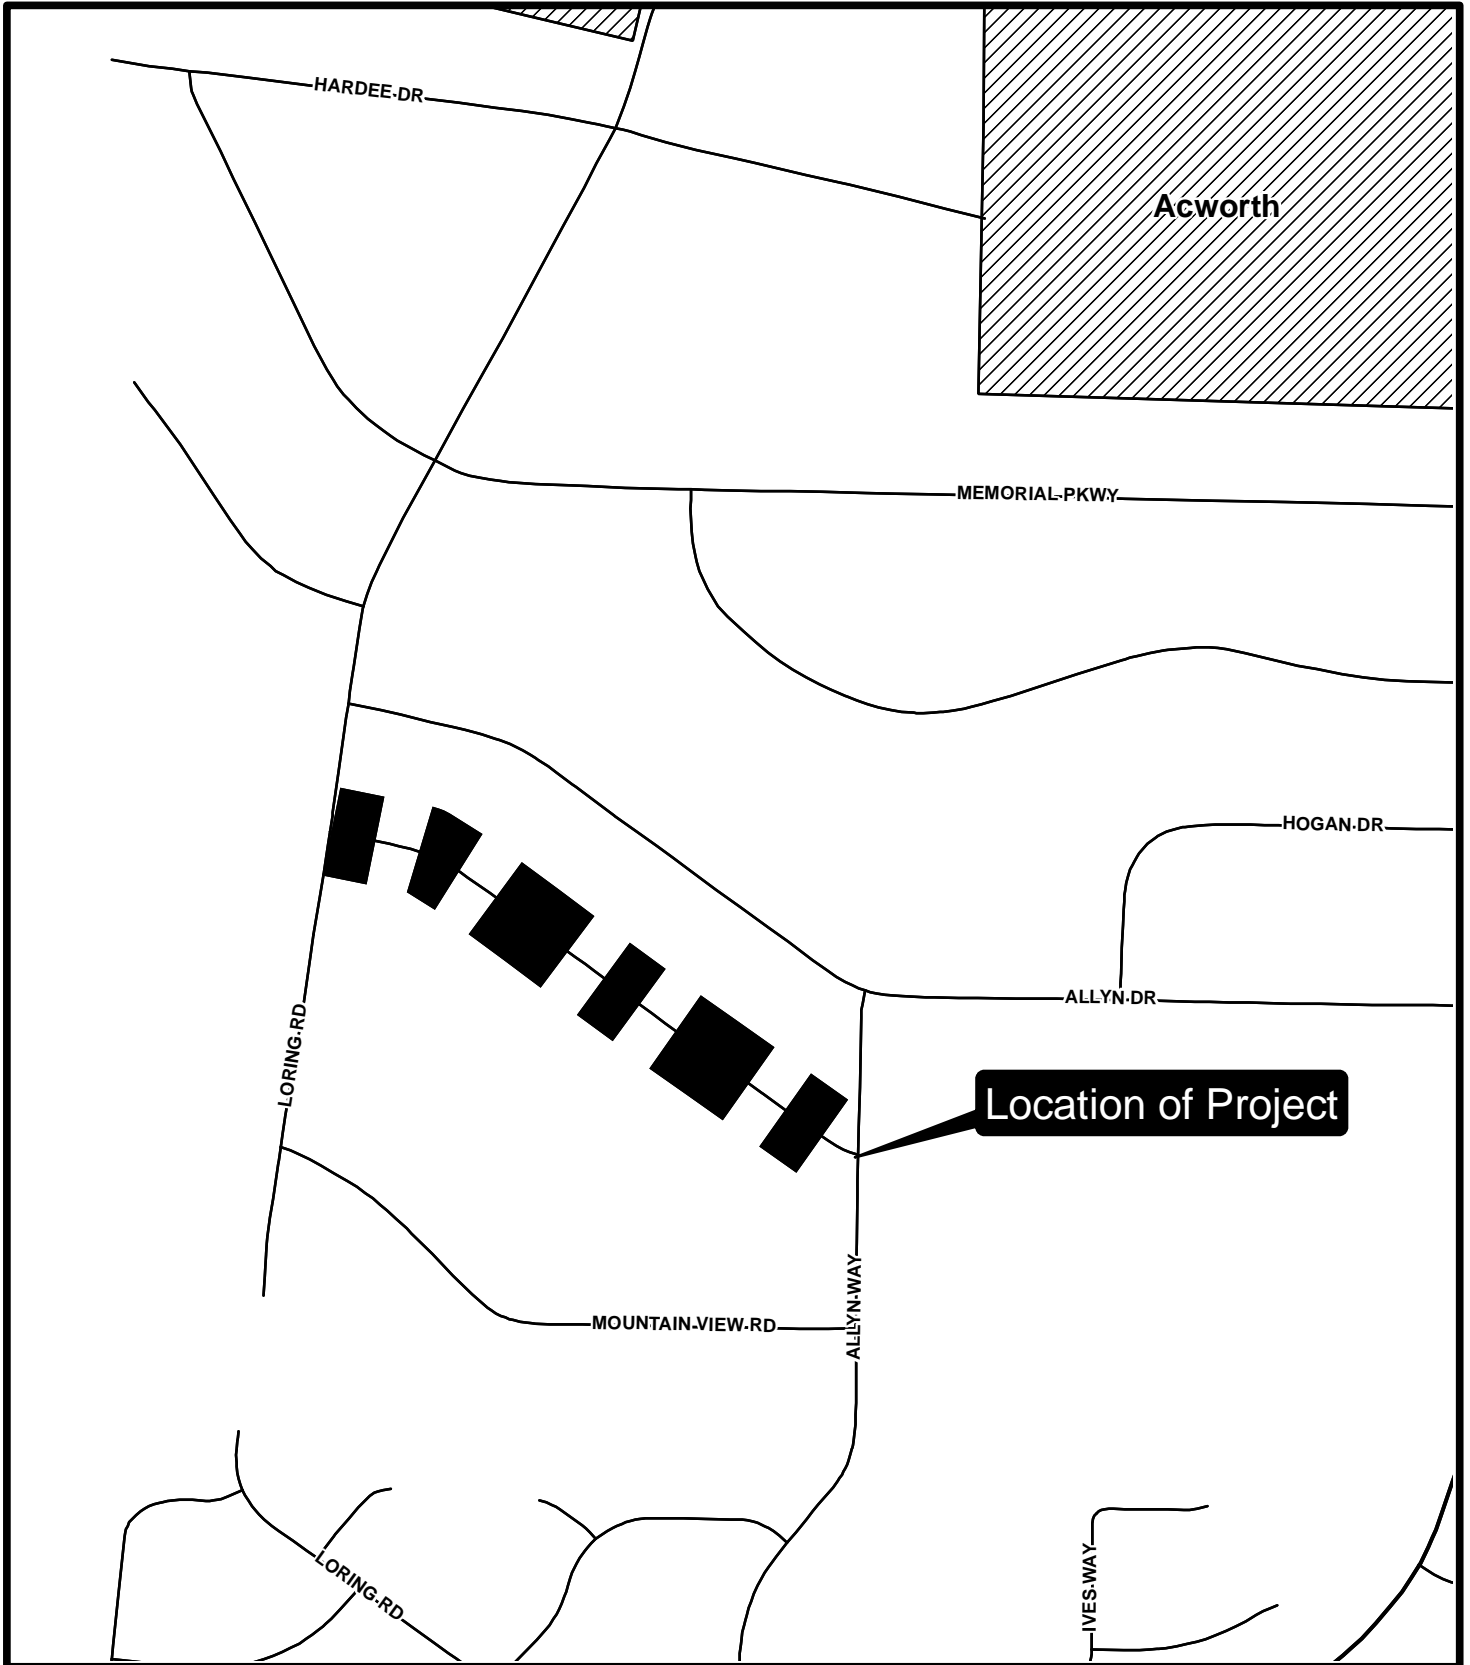 HARDEE DR
Acworth
MEMORIAL PKWY
HOGAN DR
ALLYN DR
LORING RD
Location of Project
ALLYN WAY
MOUNTAIN VIEW RD
LORING RD
IVES WAY